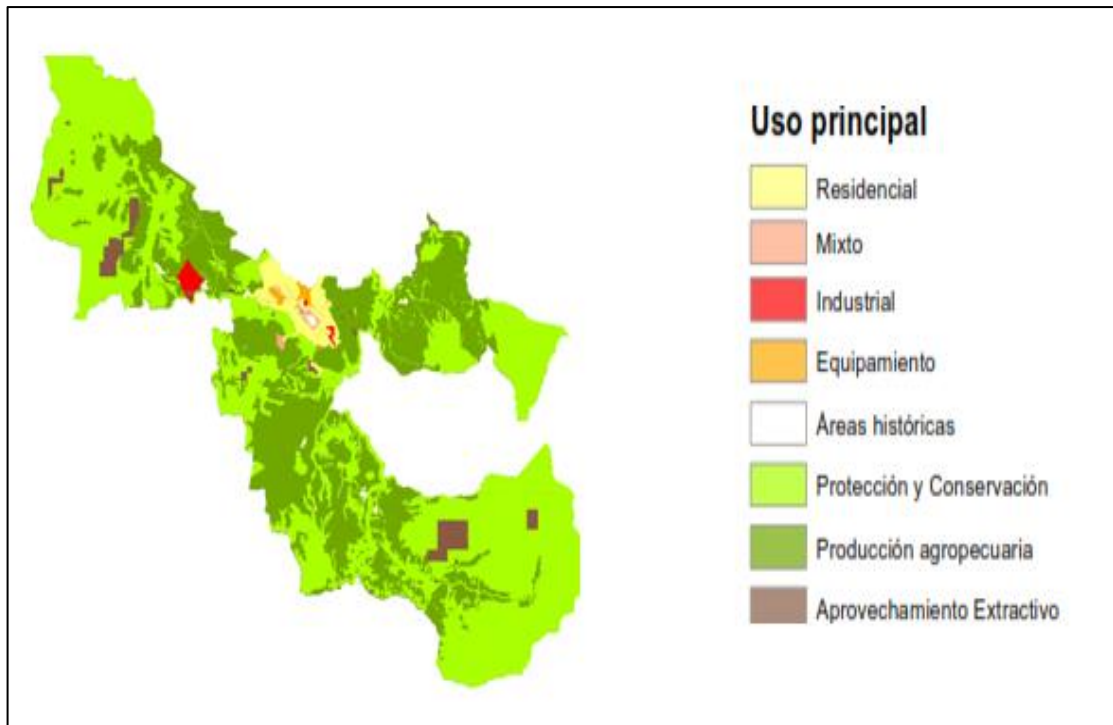 Uso principal
Residencial
Mixto
Industrial
Equipamiento
Áreas históricas
Protección y Conservación
Producción agropecuaria
Aprovechamiento Extractivo